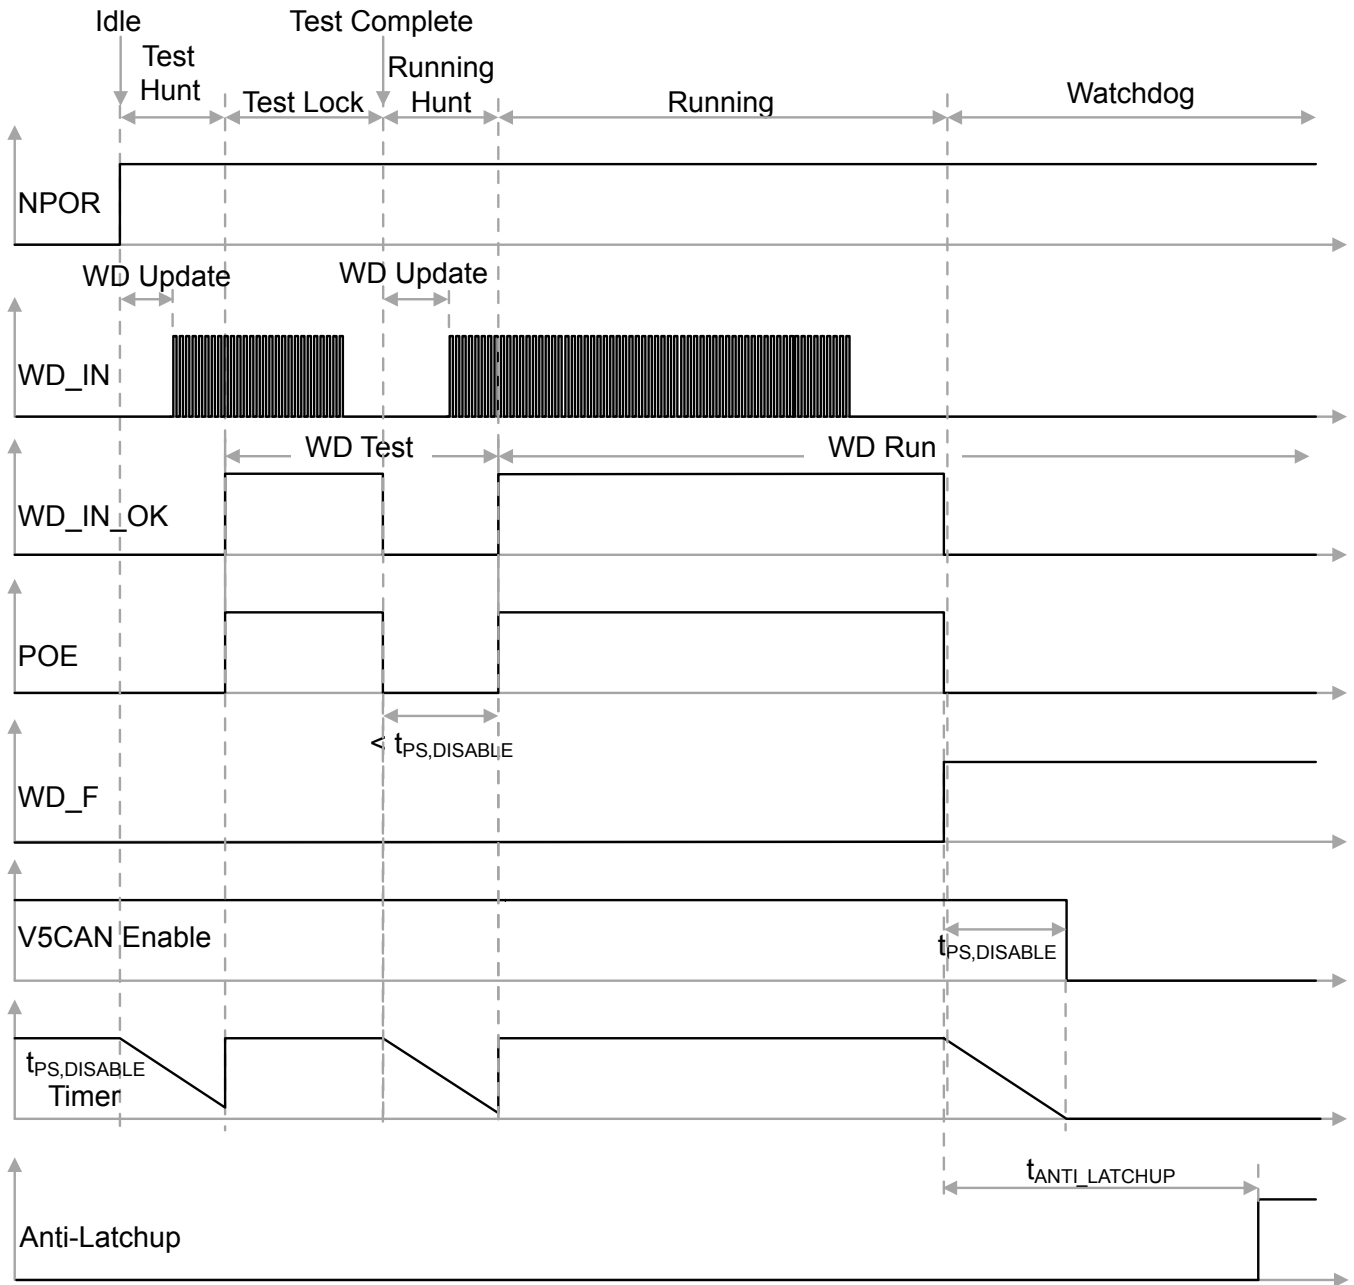 Idle
Test Complete
Test
Hunt
Test Lock
Running
Hunt
Running
Watchdog
NPOR
WD Update
WD Update
WD_IN
WD Test
WD Run
WD_IN_OK
POE
< tPS,DISABLE
WD_F
V5CAN Enable
tPS,DISABLE
tPS,DISABLE
Timer
tANTI_LATCHUP
Anti-Latchup